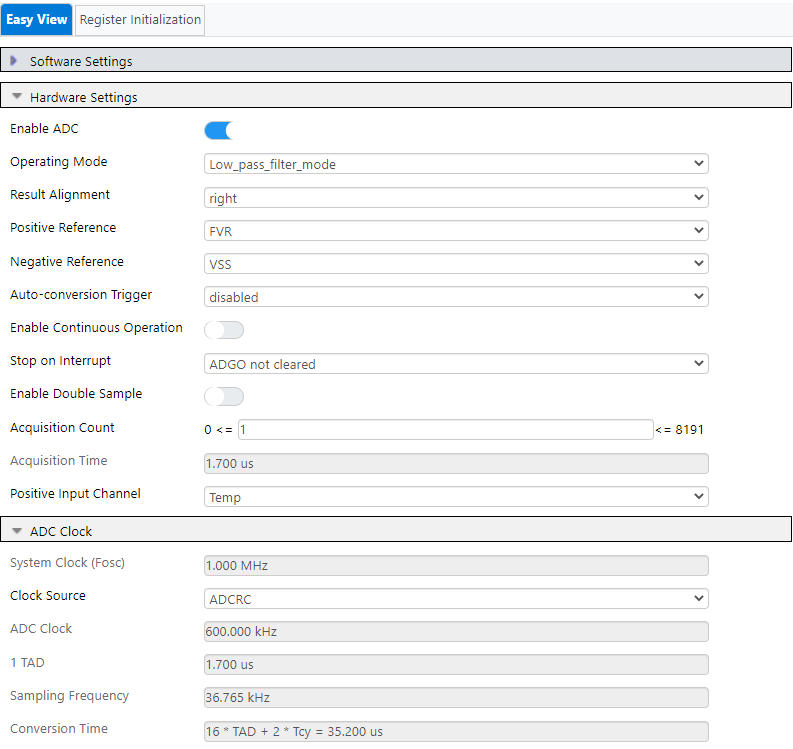 Easy View Register Initialization
Software Settings
Hardware Settings
Enable ADC
Operating Mode Low_pass_filter_mode
Result Alignment right
Positive Reference FVR
Negative Reference VSS
Auto-conversion Trigger disabled
Enable Continuous Operation
Stop on Interrupt ADGO not cleared
Enable Double Sample
Acquisition Count 0 <= 1 <= 8191
Acquisition Time 1.700 us
Positive Input Channel Temp
ADC Clock
System Clock (Fosc) 1.000 MHz
Clock Source ADCRC
ADC Clock 600.000 kHz
1 TAD 1.700 us
Sampling Frequency 36.765 kHz
Conversion Time 16 * TAD + 2 * Tcy = 35.200 us